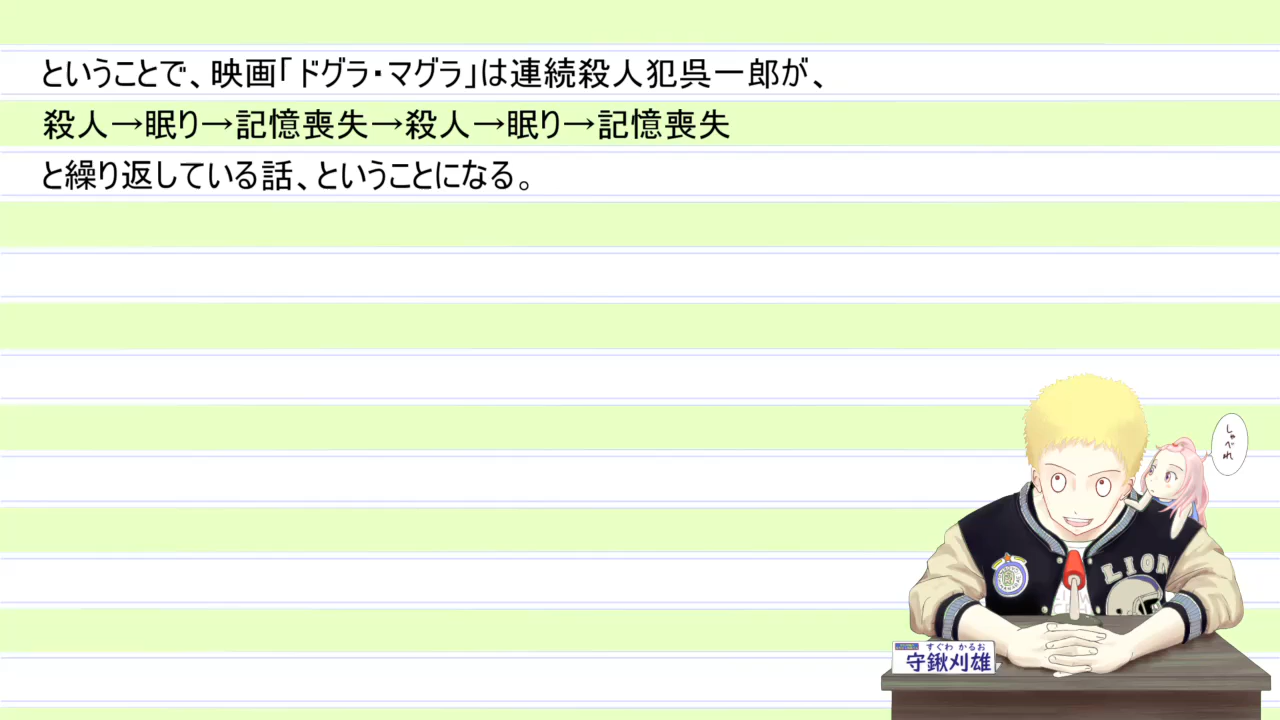 ということで、映画「ドグラ・マグラ」は連続殺人犯呉一郎が、
殺人→眠り→記憶喪失→殺人→眠り→記憶喪失
と繰り返している話、ということになる。
しゃべれ
LION
すぐわ かるお
守鍬刈雄